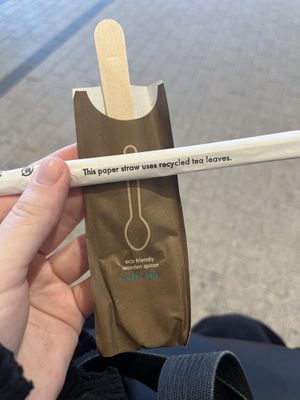 This paper straw uses recycled tea leaves.
eco friendly
wooden spoon